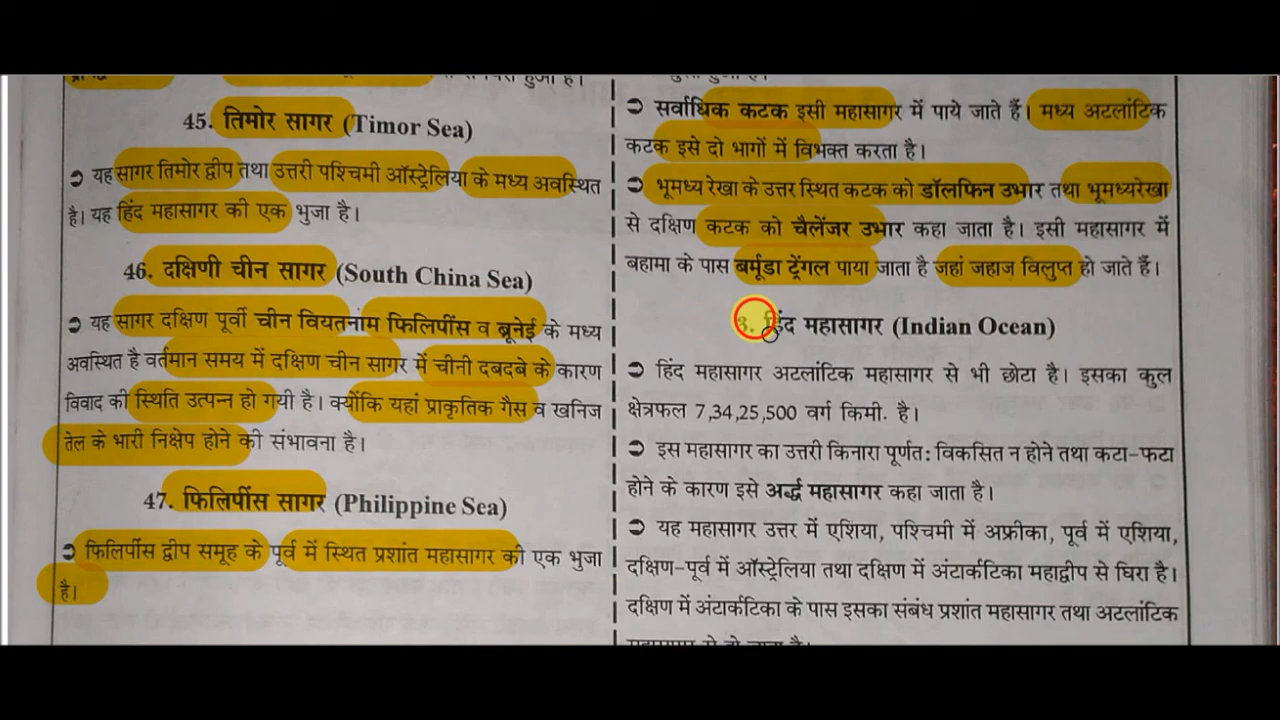 45. तिमोर सागर (Timor Sea)
➲ यह सागर तिमोर द्वीप तथा उत्तरी पश्चिमी ऑस्ट्रेलिया के मध्य अवस्थित
है। यह हिंद महासागर की एक भुजा है।
46. दक्षिणी चीन सागर (South China Sea)
➲ यह सागर दक्षिण पूर्वी चीन वियतनाम फिलिपींस व ब्रूनेई के मध्य
अवस्थित है वर्तमान समय में दक्षिण चीन सागर में चीनी दबदबे के कारण
विवाद की स्थिति उत्पन्न हो गयी है। क्योंकि यहां प्राकृतिक गैस व खनिज
तेल के भारी निक्षेप होने की संभावना है।
47. फिलिपींस सागर (Philippine Sea)
➲ फिलिपींस द्वीप समूह के पूर्व में स्थित प्रशांत महासागर की एक भुजा
है।
➲ सर्वाधिक कटक इसी महासागर में पाये जाते हैं। मध्य अटलांटिक
कटक इसे दो भागों में विभक्त करता है।
➲ भूमध्य रेखा के उत्तर स्थित कटक को डॉलफिन उभार तथा भूमध्यरेखा
से दक्षिण कटक को चैलेंजर उभार कहा जाता है। इसी महासागर में
बहामा के पास बर्मूडा ट्रेंगल पाया जाता है जहां जहाज विलुप्त हो जाते हैं।
3. हिंद महासागर (Indian Ocean)
➲ हिंद महासागर अटलांटिक महासागर से भी छोटा है। इसका कुल
क्षेत्रफल 7,34,25,500 वर्ग किमी. है।
➲ इस महासागर का उत्तरी किनारा पूर्णत: विकसित न होने तथा कटा-फटा
होने के कारण इसे अर्द्ध महासागर कहा जाता है।
➲ यह महासागर उत्तर में एशिया, पश्चिमी में अफ्रीका, पूर्व में एशिया,
दक्षिण-पूर्व में ऑस्ट्रेलिया तथा दक्षिण में अंटार्कटिका महाद्वीप से घिरा है।
दक्षिण में अंटार्कटिका के पास इसका संबंध प्रशांत महासागर तथा अटलांटिक